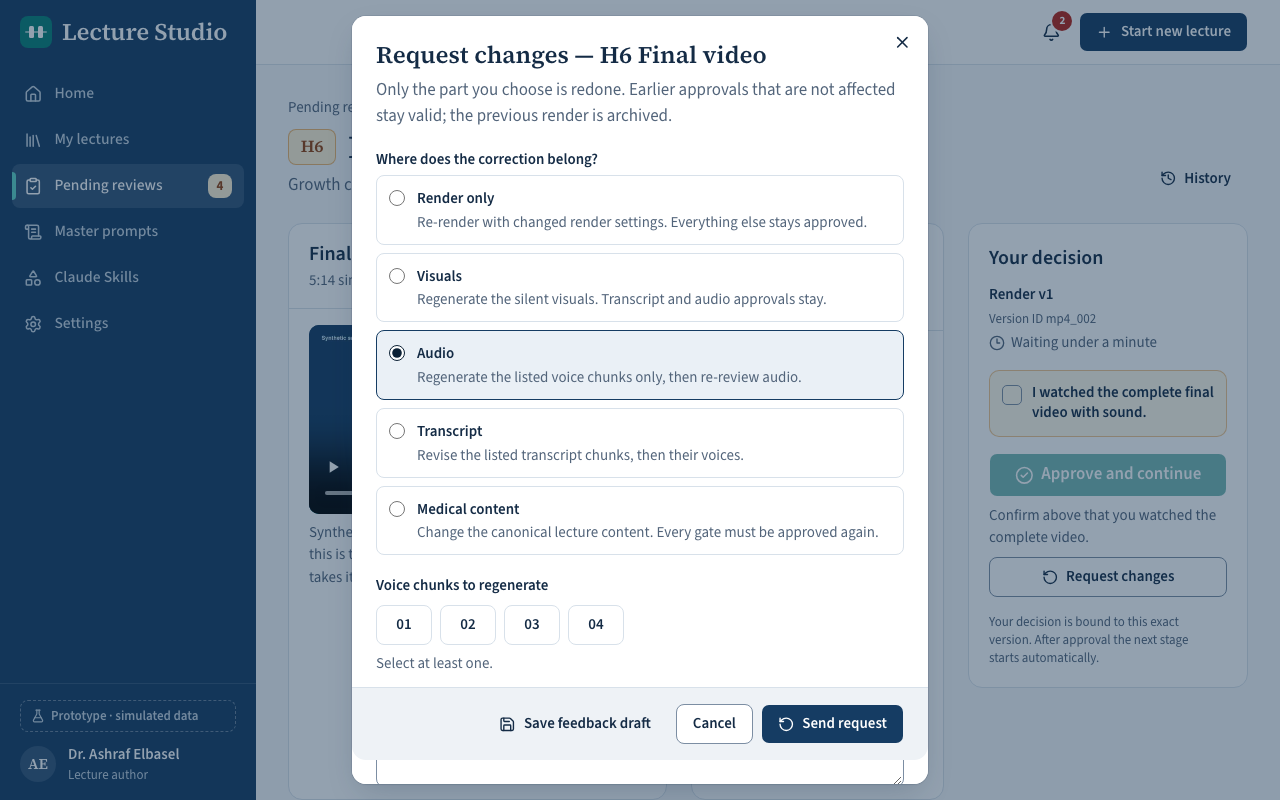 Lecture Studio
Home
My lectures
Pending reviews
4
Master prompts
Claude Skills
Settings
Prototype · simulated data
AE
Dr. Ashraf Elbasel
Lecture author
2
Start new lecture
Pending re
H6
Growth c
History
Final
5:14 sin
Synthe
this is t
takes it
Request changes — H6 Final video
Only the part you choose is redone. Earlier approvals that are not affected
stay valid; the previous render is archived.
Where does the correction belong?
Render only
Re-render with changed render settings. Everything else stays approved.
Visuals
Regenerate the silent visuals. Transcript and audio approvals stay.
Audio
Regenerate the listed voice chunks only, then re-review audio.
Transcript
Revise the listed transcript chunks, then their voices.
Medical content
Change the canonical lecture content. Every gate must be approved again.
Voice chunks to regenerate
01 02 03 04
Select at least one.
Save feedback draft
Cancel
Send request
Your decision
Render v1
Version ID mp4_002
Waiting under a minute
I watched the complete final
video with sound.
Approve and continue
Confirm above that you watched the
complete video.
Request changes
Your decision is bound to this exact
version. After approval the next stage
starts automatically.